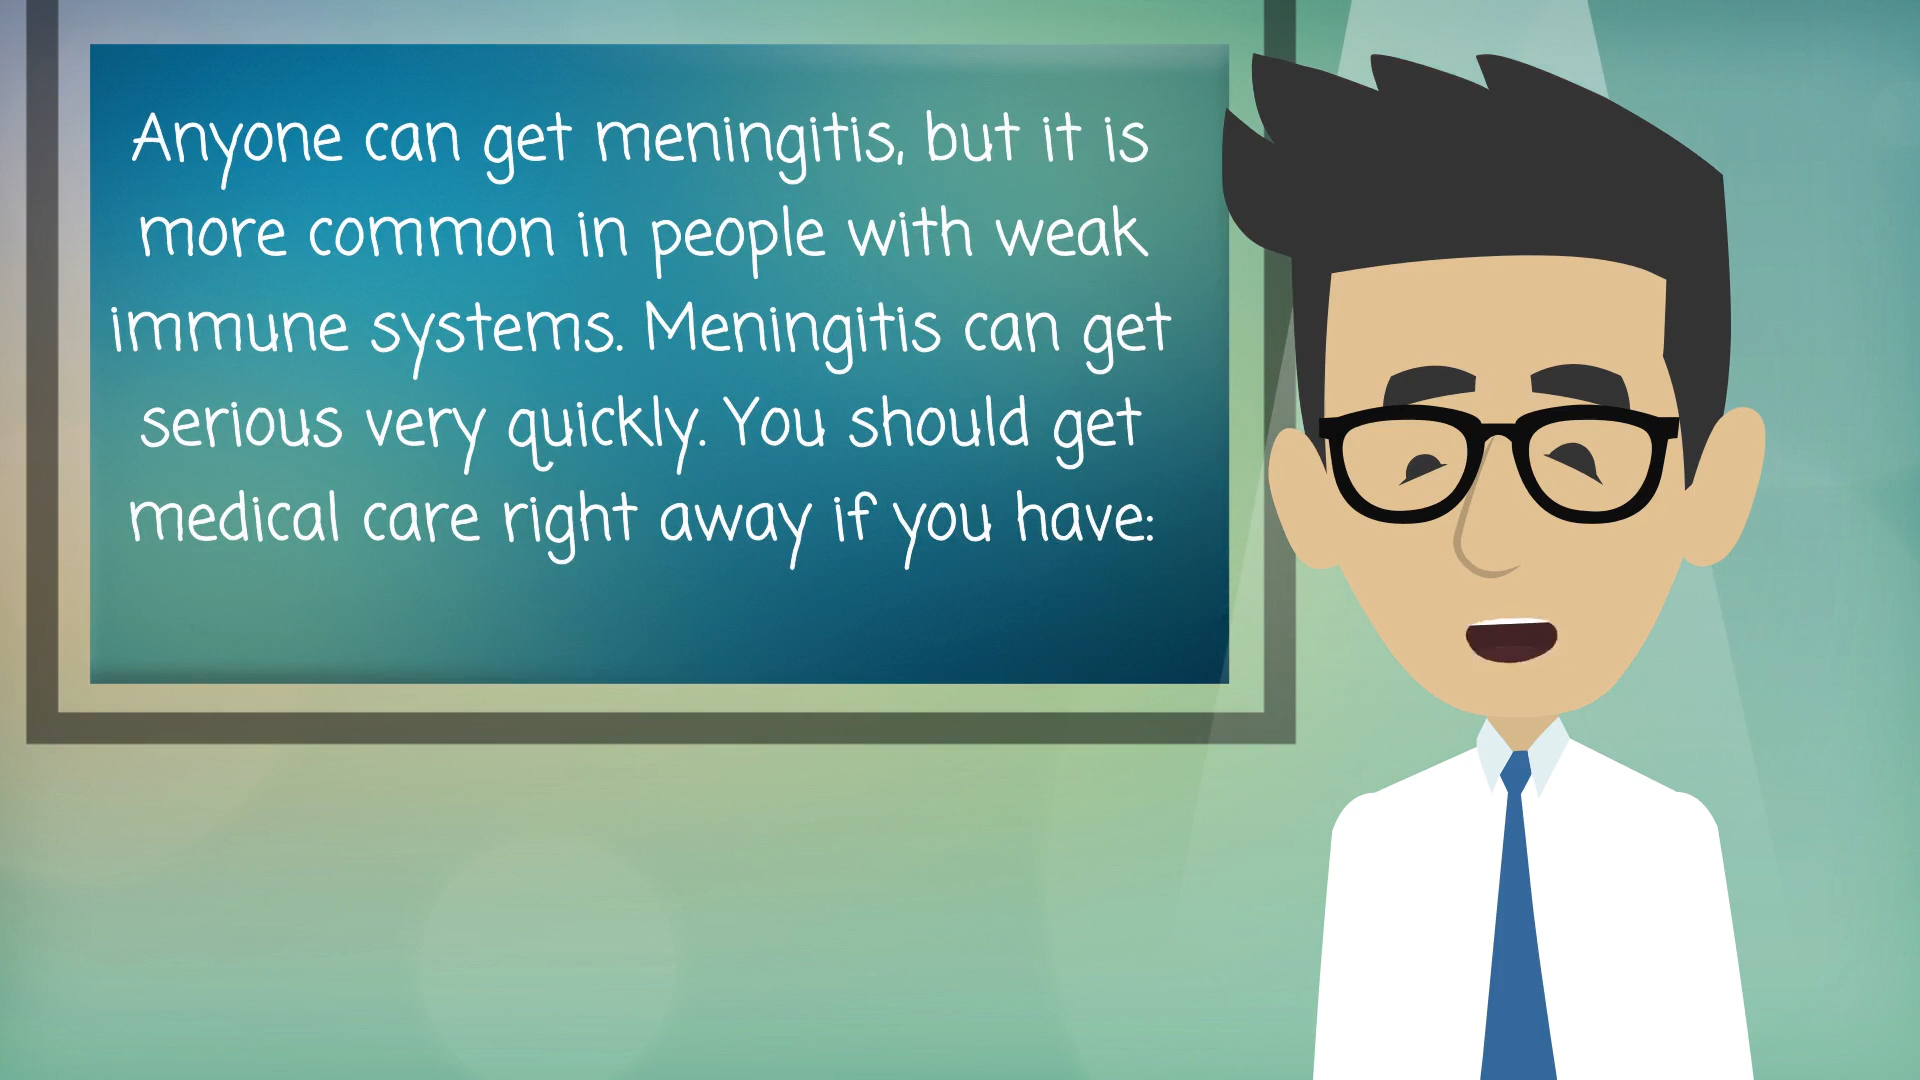 Anyone can get meningitis, but it is
more common in people with weak
immune systems. Meningitis can get
serious very quickly. You should get
medical care right away if you have: